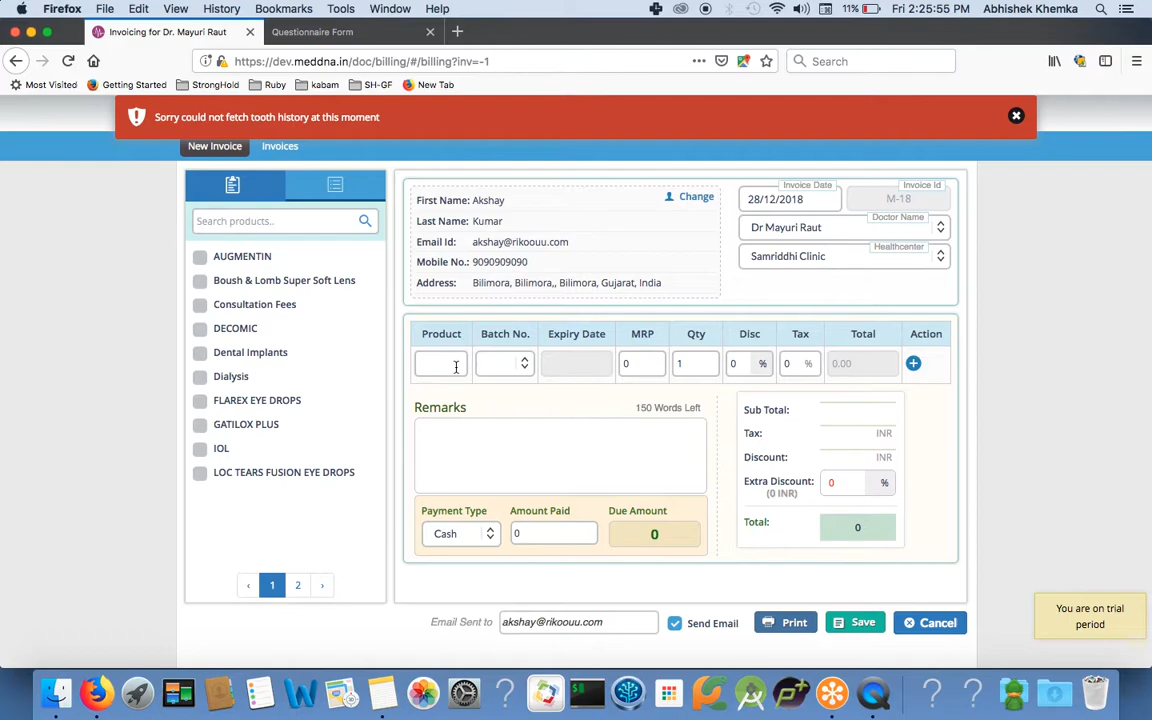 Firefox File Edit View History Bookmarks Tools Window Help 11% Fri 2:25:55 PM Abhishek Khemka
Invoicing for Dr. Mayuri Raut
Questionnaire Form
https://dev.meddna.in/doc/billing/#/billing?inv=-1
Search
Most Visited Getting Started StrongHold Ruby kabam SH-GF New Tab
Sorry could not fetch tooth history at this moment
New Invoice Invoices
Search products..
AUGMENTIN
Boush & Lomb Super Soft Lens
Consultation Fees
DECOMIC
Dental Implants
Dialysis
FLAREX EYE DROPS
GATILOX PLUS
IOL
LOC TEARS FUSION EYE DROPS
‹ 1 2 ›
First Name: Akshay
Change
Last Name: Kumar
Email Id: akshay@rikoouu.com
Mobile No.: 9090909090
Address: Bilimora, Bilimora,, Bilimora, Gujarat, India
Invoice Date
28/12/2018
Invoice Id
M-18
Doctor Name
Dr Mayuri Raut
Healthcenter
Samriddhi Clinic
Product Batch No. Expiry Date MRP Qty Disc Tax Total Action
0 1 0 % 0 % 0.00
Remarks 150 Words Left
Payment Type Amount Paid Due Amount
Cash 0 0
Sub Total:
Tax: INR
Discount: INR
Extra Discount: 0 %
(0 INR)
Total: 0
Email Sent to akshay@rikoouu.com Send Email Print Save Cancel
You are on trial
period